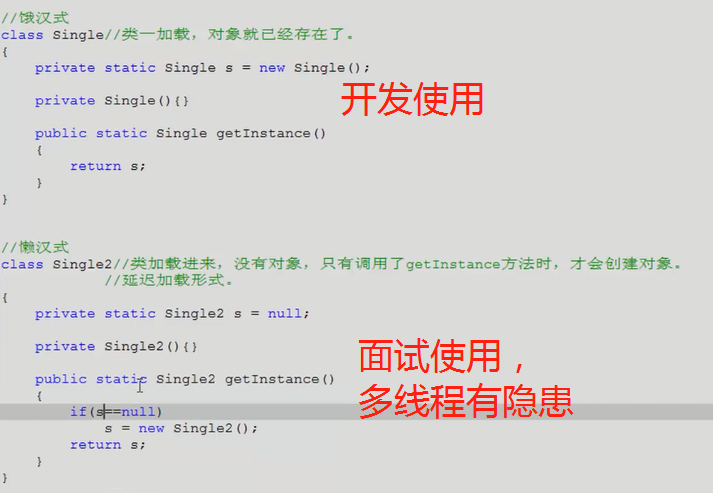 //饿汉式
class Single//类一加载，对象就已经存在了。
{
    private static Single s = new Single();
    private Single(){}
    public static Single getInstance()
    {
        return s;
    }
}
开发使用
//懒汉式
class Single2//类加载进来，没有对象，只有调用了getInstance方法时，才会创建对象。
            //延迟加载形式。
{
    private static Single2 s = null;
    private Single2(){}
    public static Single2 getInstance()
    {
        if(s==null)
            s = new Single2();
        return s;
    }
}
面试使用，
多线程有隐患